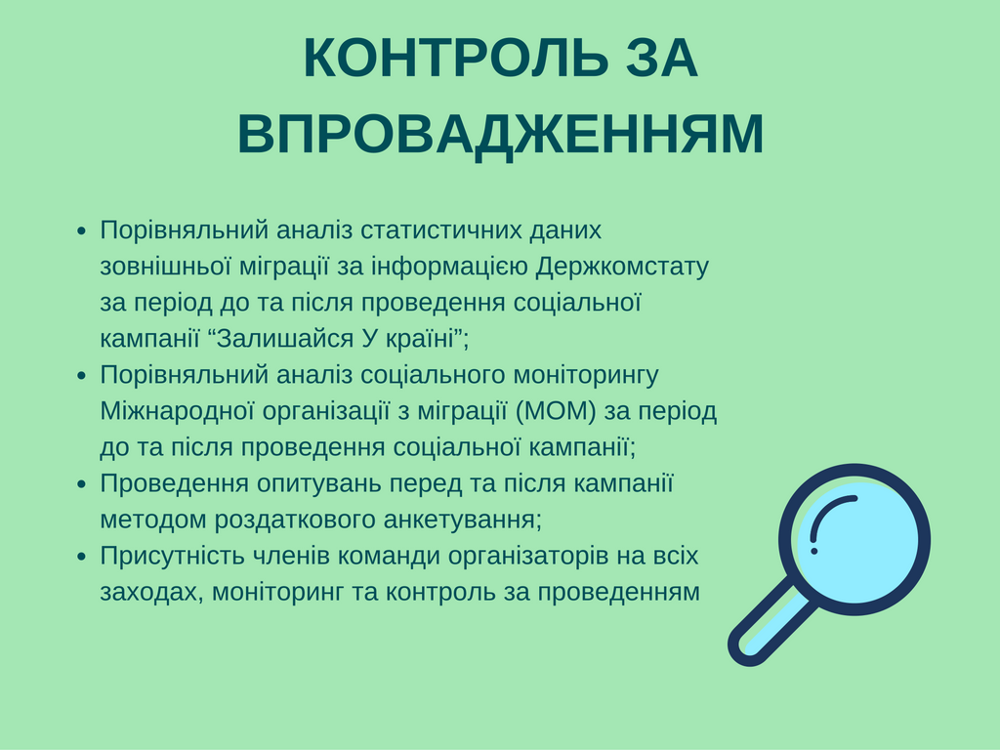 КОНТРОЛЬ ЗА
ВПРОВАДЖЕННЯМ
• Порівняльний аналіз статистичних даних
зовнішньої міграції за інформацією Держкомстату
за період до та після проведення соціальної
кампанії “Залишайся У країні”;
• Порівняльний аналіз соціального моніторингу
Міжнародної організації з міграції (МОМ) за період
до та після проведення соціальної кампанії;
• Проведення опитувань перед та після кампанії
методом роздаткового анкетування;
• Присутність членів команди організаторів на всіх
заходах, моніторинг та контроль за проведенням